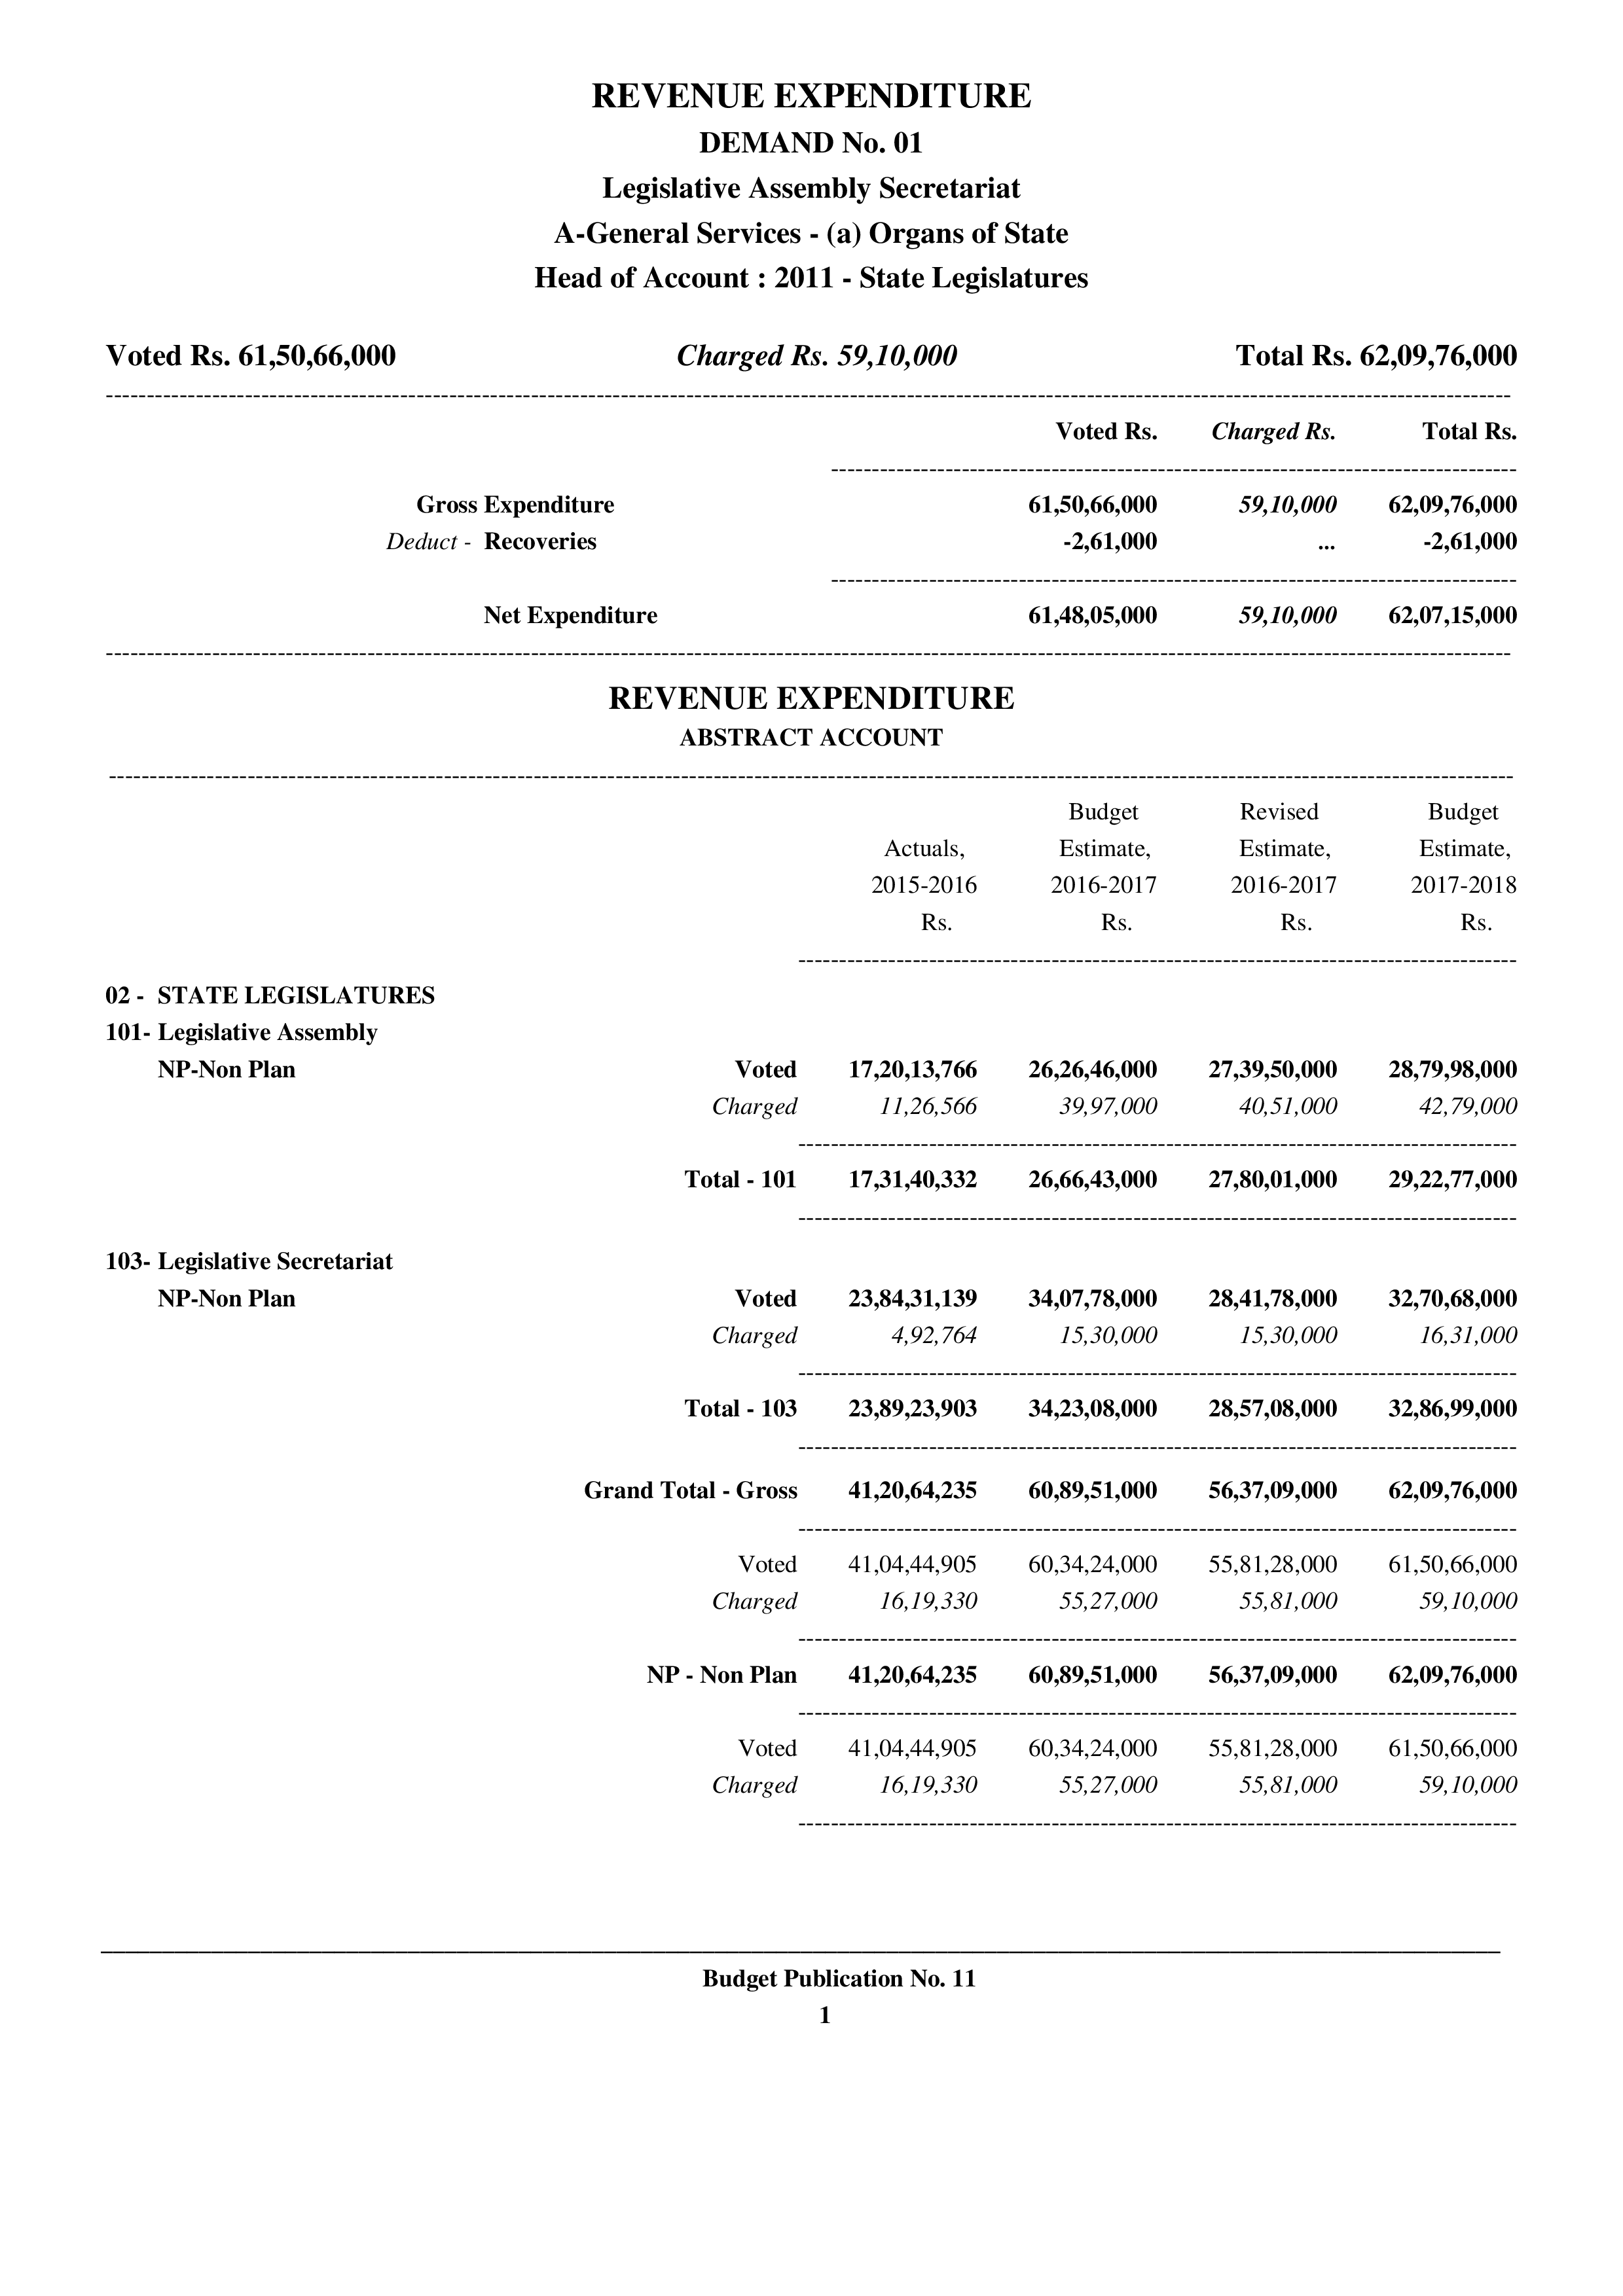 REVENUE EXPENDITURE
DEMAND No. 01
Legislative Assembly Secretariat
A-General Services - (a) Organs of State
Head of Account : 2011 - State Legislatures
Voted Rs. 61,50,66,000 Charged Rs. 59,10,000 Total Rs. 62,09,76,000
Voted Rs. Charged Rs. Total Rs.
Gross Expenditure 61,50,66,000 59,10,000 62,09,76,000
Deduct - Recoveries -2,61,000 ... -2,61,000
Net Expenditure 61,48,05,000 59,10,000 62,07,15,000
REVENUE EXPENDITURE
ABSTRACT ACCOUNT
Budget Revised Budget
Actuals, Estimate, Estimate, Estimate,
2015-2016 2016-2017 2016-2017 2017-2018
Rs. Rs. Rs. Rs.
02 - STATE LEGISLATURES
101- Legislative Assembly
NP-Non Plan Voted 17,20,13,766 26,26,46,000 27,39,50,000 28,79,98,000
Charged 11,26,566 39,97,000 40,51,000 42,79,000
Total - 101 17,31,40,332 26,66,43,000 27,80,01,000 29,22,77,000
103- Legislative Secretariat
NP-Non Plan Voted 23,84,31,139 34,07,78,000 28,41,78,000 32,70,68,000
Charged 4,92,764 15,30,000 15,30,000 16,31,000
Total - 103 23,89,23,903 34,23,08,000 28,57,08,000 32,86,99,000
Grand Total - Gross 41,20,64,235 60,89,51,000 56,37,09,000 62,09,76,000
Voted 41,04,44,905 60,34,24,000 55,81,28,000 61,50,66,000
Charged 16,19,330 55,27,000 55,81,000 59,10,000
NP - Non Plan 41,20,64,235 60,89,51,000 56,37,09,000 62,09,76,000
Voted 41,04,44,905 60,34,24,000 55,81,28,000 61,50,66,000
Charged 16,19,330 55,27,000 55,81,000 59,10,000
Budget Publication No. 11
1